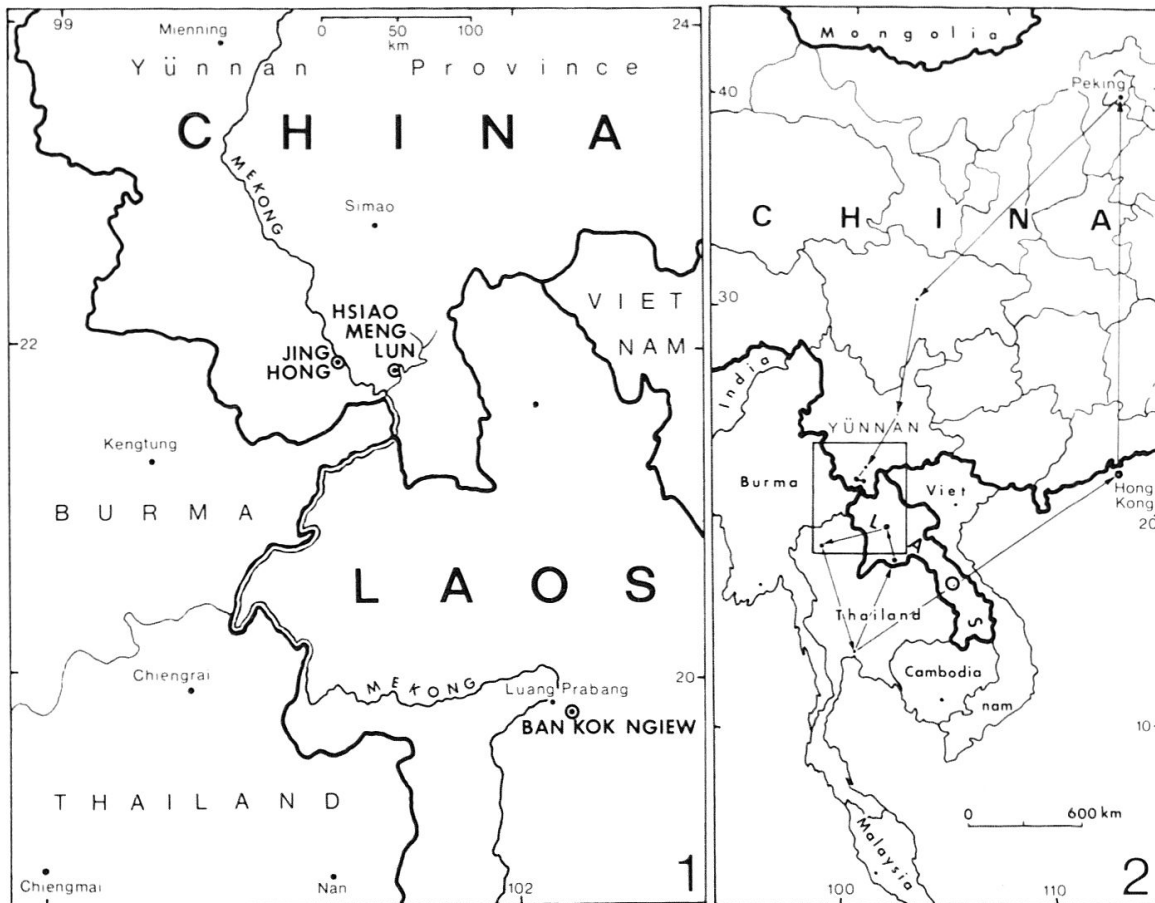 99
Mienning
0 50 100
km
24
Yünnan Province
CHINA
MEKONG
Simao
HSIAO
MENG
LUN
VIET
NAM
22
JING
HONG
Kengtung
BURMA
LAOS
Chiengrai
MEKONG
Luang Prabang
20
BAN KOK NGIEW
THAILAND
Chiengmai
Nan
102
1
2
Mongolia
40
Peking
CHINA
30
India
YÜNNAN
Burma
Viet
Hong
Kong
20
L
A
S
Thailand
Cambodia
nam
10
0 600 km
Malaysia
100
110